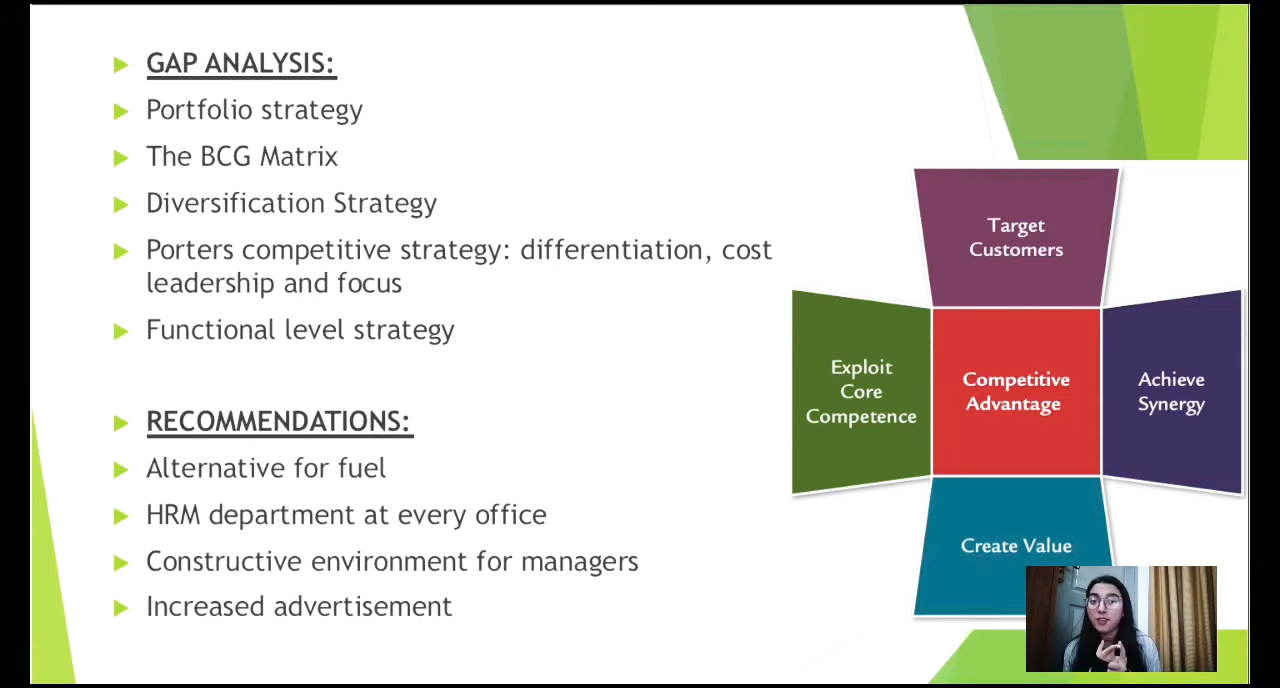 GAP ANALYSIS:
Portfolio strategy
The BCG Matrix
Diversification Strategy
Porters competitive strategy: differentiation, cost
leadership and focus
Functional level strategy
RECOMMENDATIONS:
Alternative for fuel
HRM department at every office
Constructive environment for managers
Increased advertisement
Target
Customers
Exploit
Core
Competence
Competitive
Advantage
Achieve
Synergy
Create Value